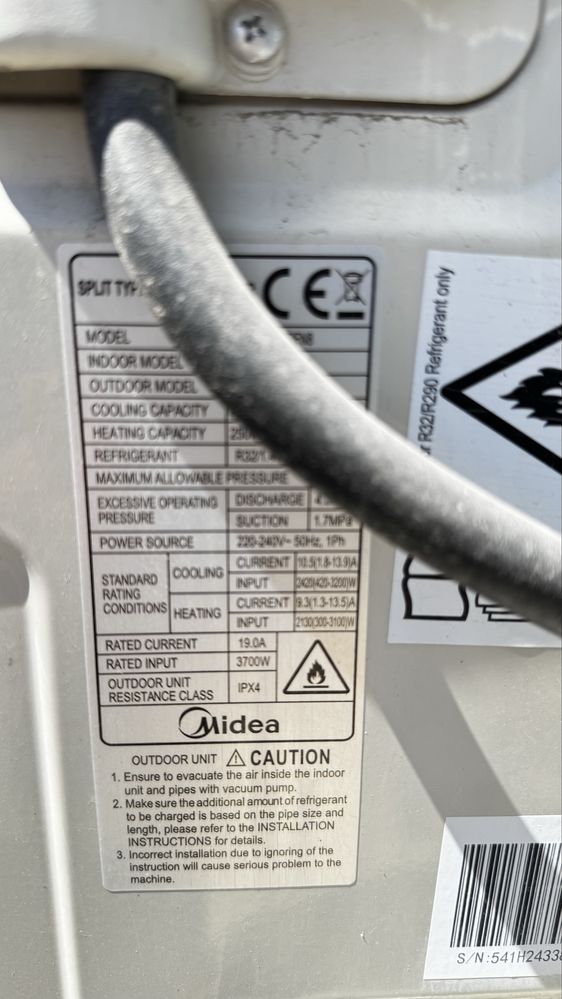 SPLIT TYP
CE
MODEL
INDOOR MODEL
OUTDOOR MODEL
COOLING CAPACITY
HEATING CAPACITY
REFRIGERANT R32/1.
MAXIMUM ALLOWABLE PRESSURE
EXCESSIVE OPERATING PRESSURE
DISCHARGE 4.
SUCTION 1.7MPa
POWER SOURCE 220-240V~ 50Hz, 1Ph
STANDARD RATING CONDITIONS
COOLING
CURRENT 10.5(1.8-13.9)A
INPUT 2420(420-3200)W
HEATING
CURRENT 9.3(1.3-13.5)A
INPUT 2130(300-3100)W
RATED CURRENT 19.0A
RATED INPUT 3700W
OUTDOOR UNIT RESISTANCE CLASS IPX4
Midea
OUTDOOR UNIT CAUTION
1. Ensure to evacuate the air inside the indoor
unit and pipes with vacuum pump.
2. Make sure the additional amount of refrigerant
to be charged is based on the pipe size and
length, please refer to the INSTALLATION
INSTRUCTIONS for details.
3. Incorrect installation due to ignoring of the
instruction will cause serious problem to the
machine.
R32/R290 Refrigerant only
S/N:541H2433